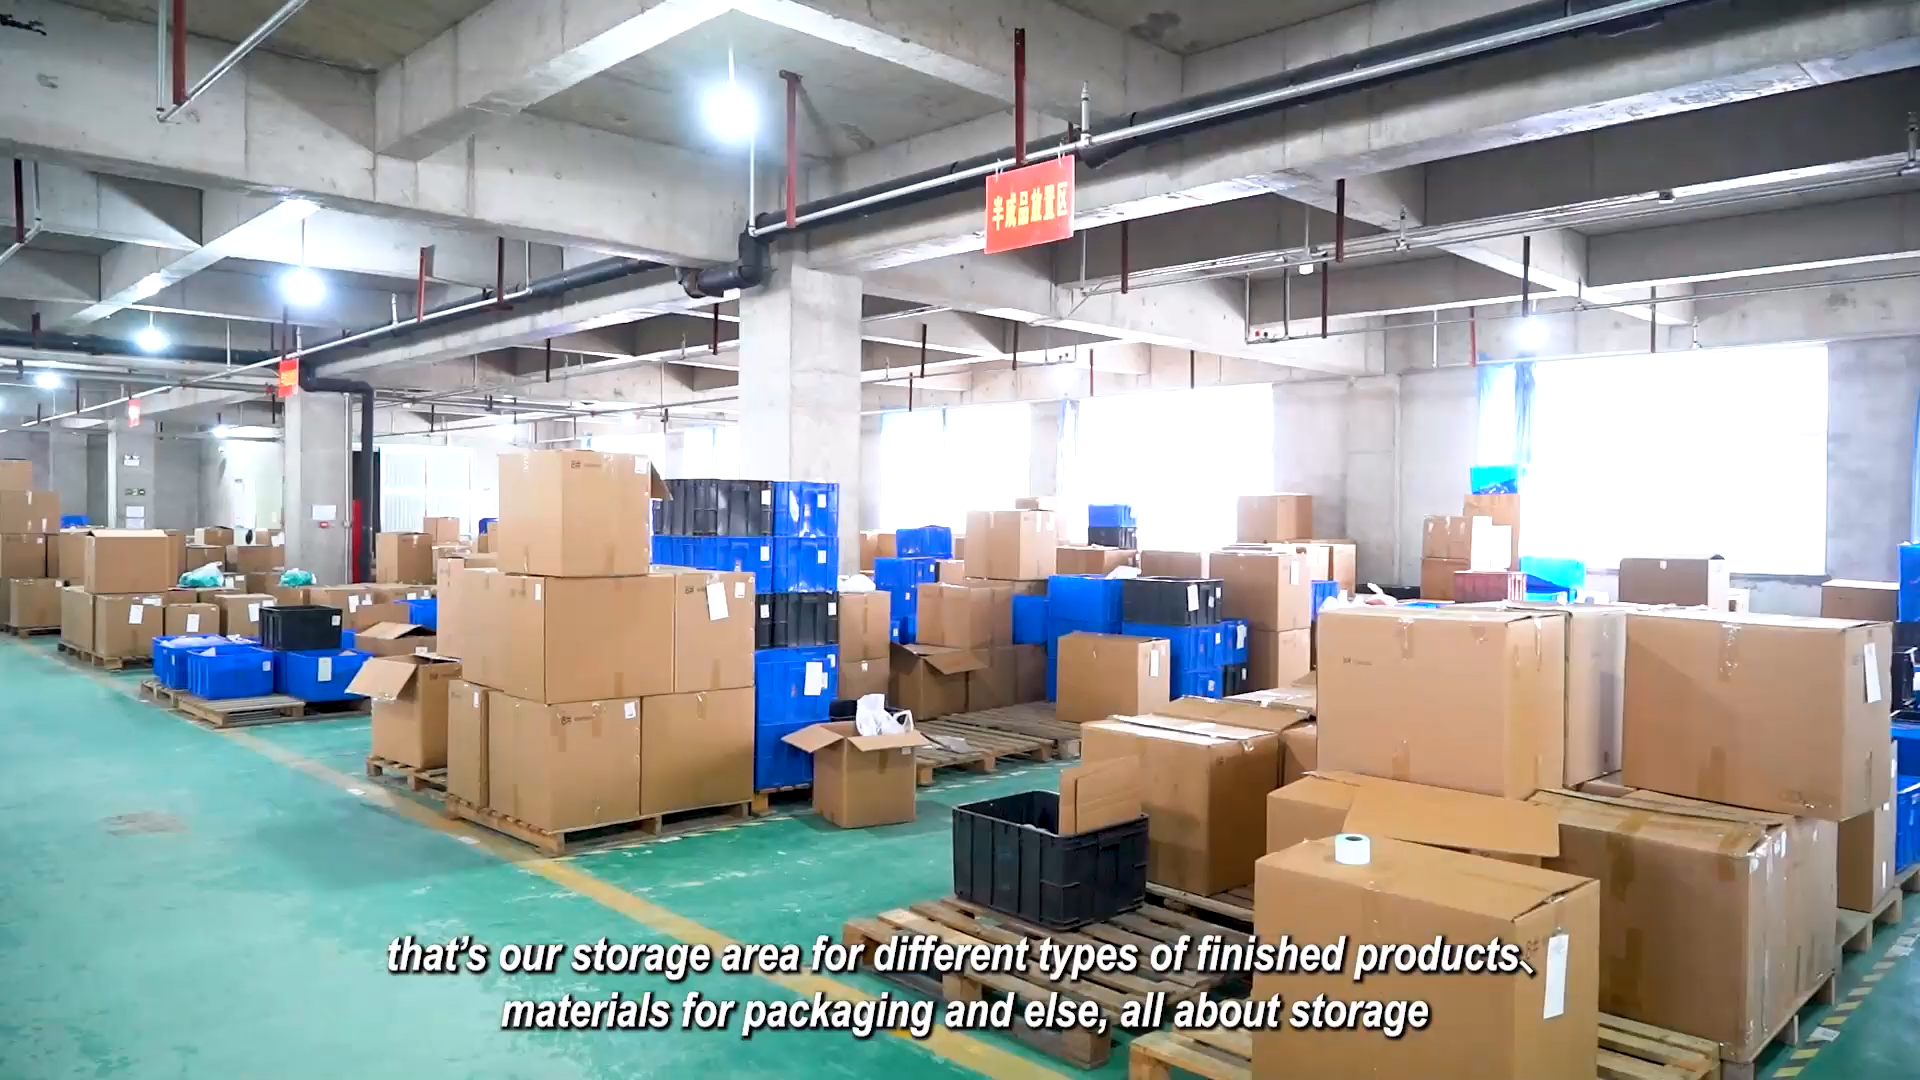 半成品放置区
that's our storage area for different types of finished products、
materials for packaging and else, all about storage